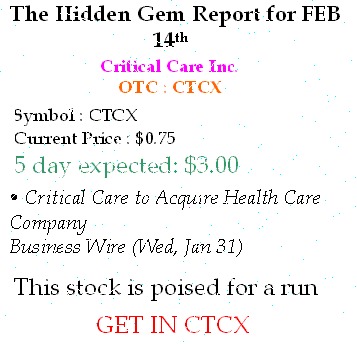 The Hidden Gem Report for FEB
14th
Critical Care Inc.
OTC : CTCX
Symbol : CTCX
Current Price : $0.75
5 day expected: $3.00
• Critical Care to Acquire Health Care
Company
Business Wire (Wed, Jan 31)
This stock is poised for a run
GET IN CTCX